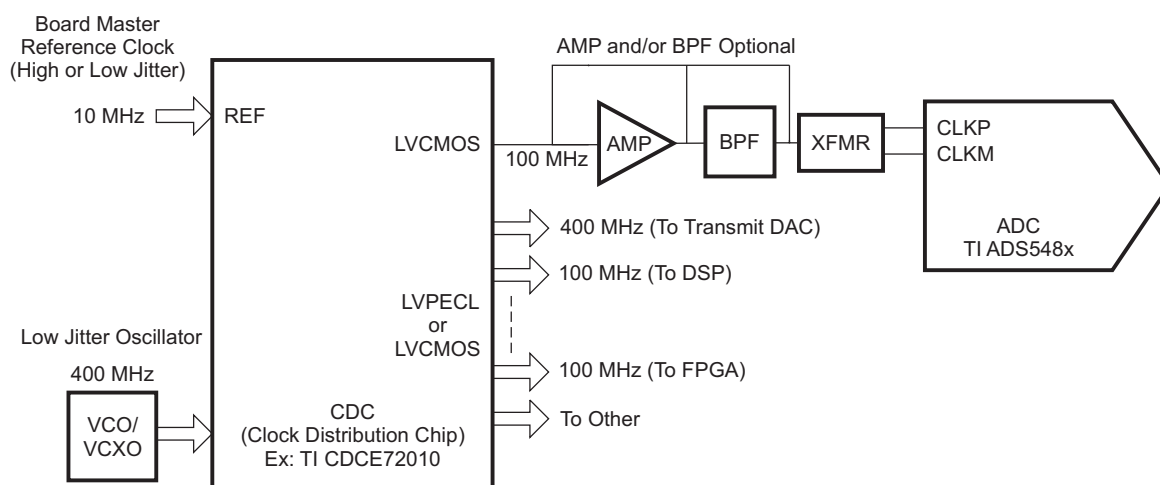 Board Master
Reference Clock
(High or Low Jitter)
10 MHz
REF
LVCMOS
AMP and/or BPF Optional
100 MHz
AMP
BPF
XFMR
CLKP
CLKM
ADC
TI ADS548x
400 MHz (To Transmit DAC)
100 MHz (To DSP)
LVPECL
or
LVCMOS
100 MHz (To FPGA)
To Other
Low Jitter Oscillator
400 MHz
VCO/
VCXO
CDC
(Clock Distribution Chip)
Ex: TI CDCE72010